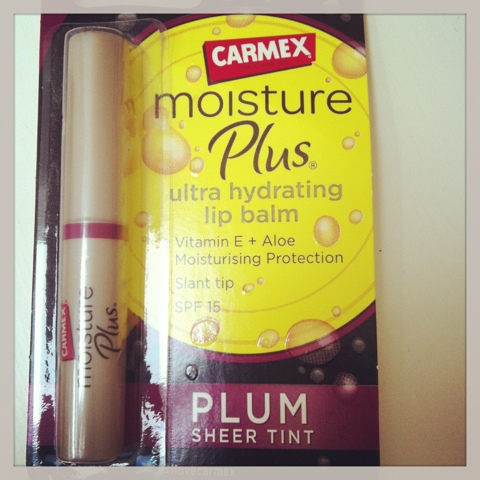 CARMEX
moisture
Plus®
ultra hydrating
lip balm
Vitamin E + Aloe
Moisturising Protection
Slant tip
SPF 15
PLUM
SHEER TINT
CARMEX
moisture
Plus®